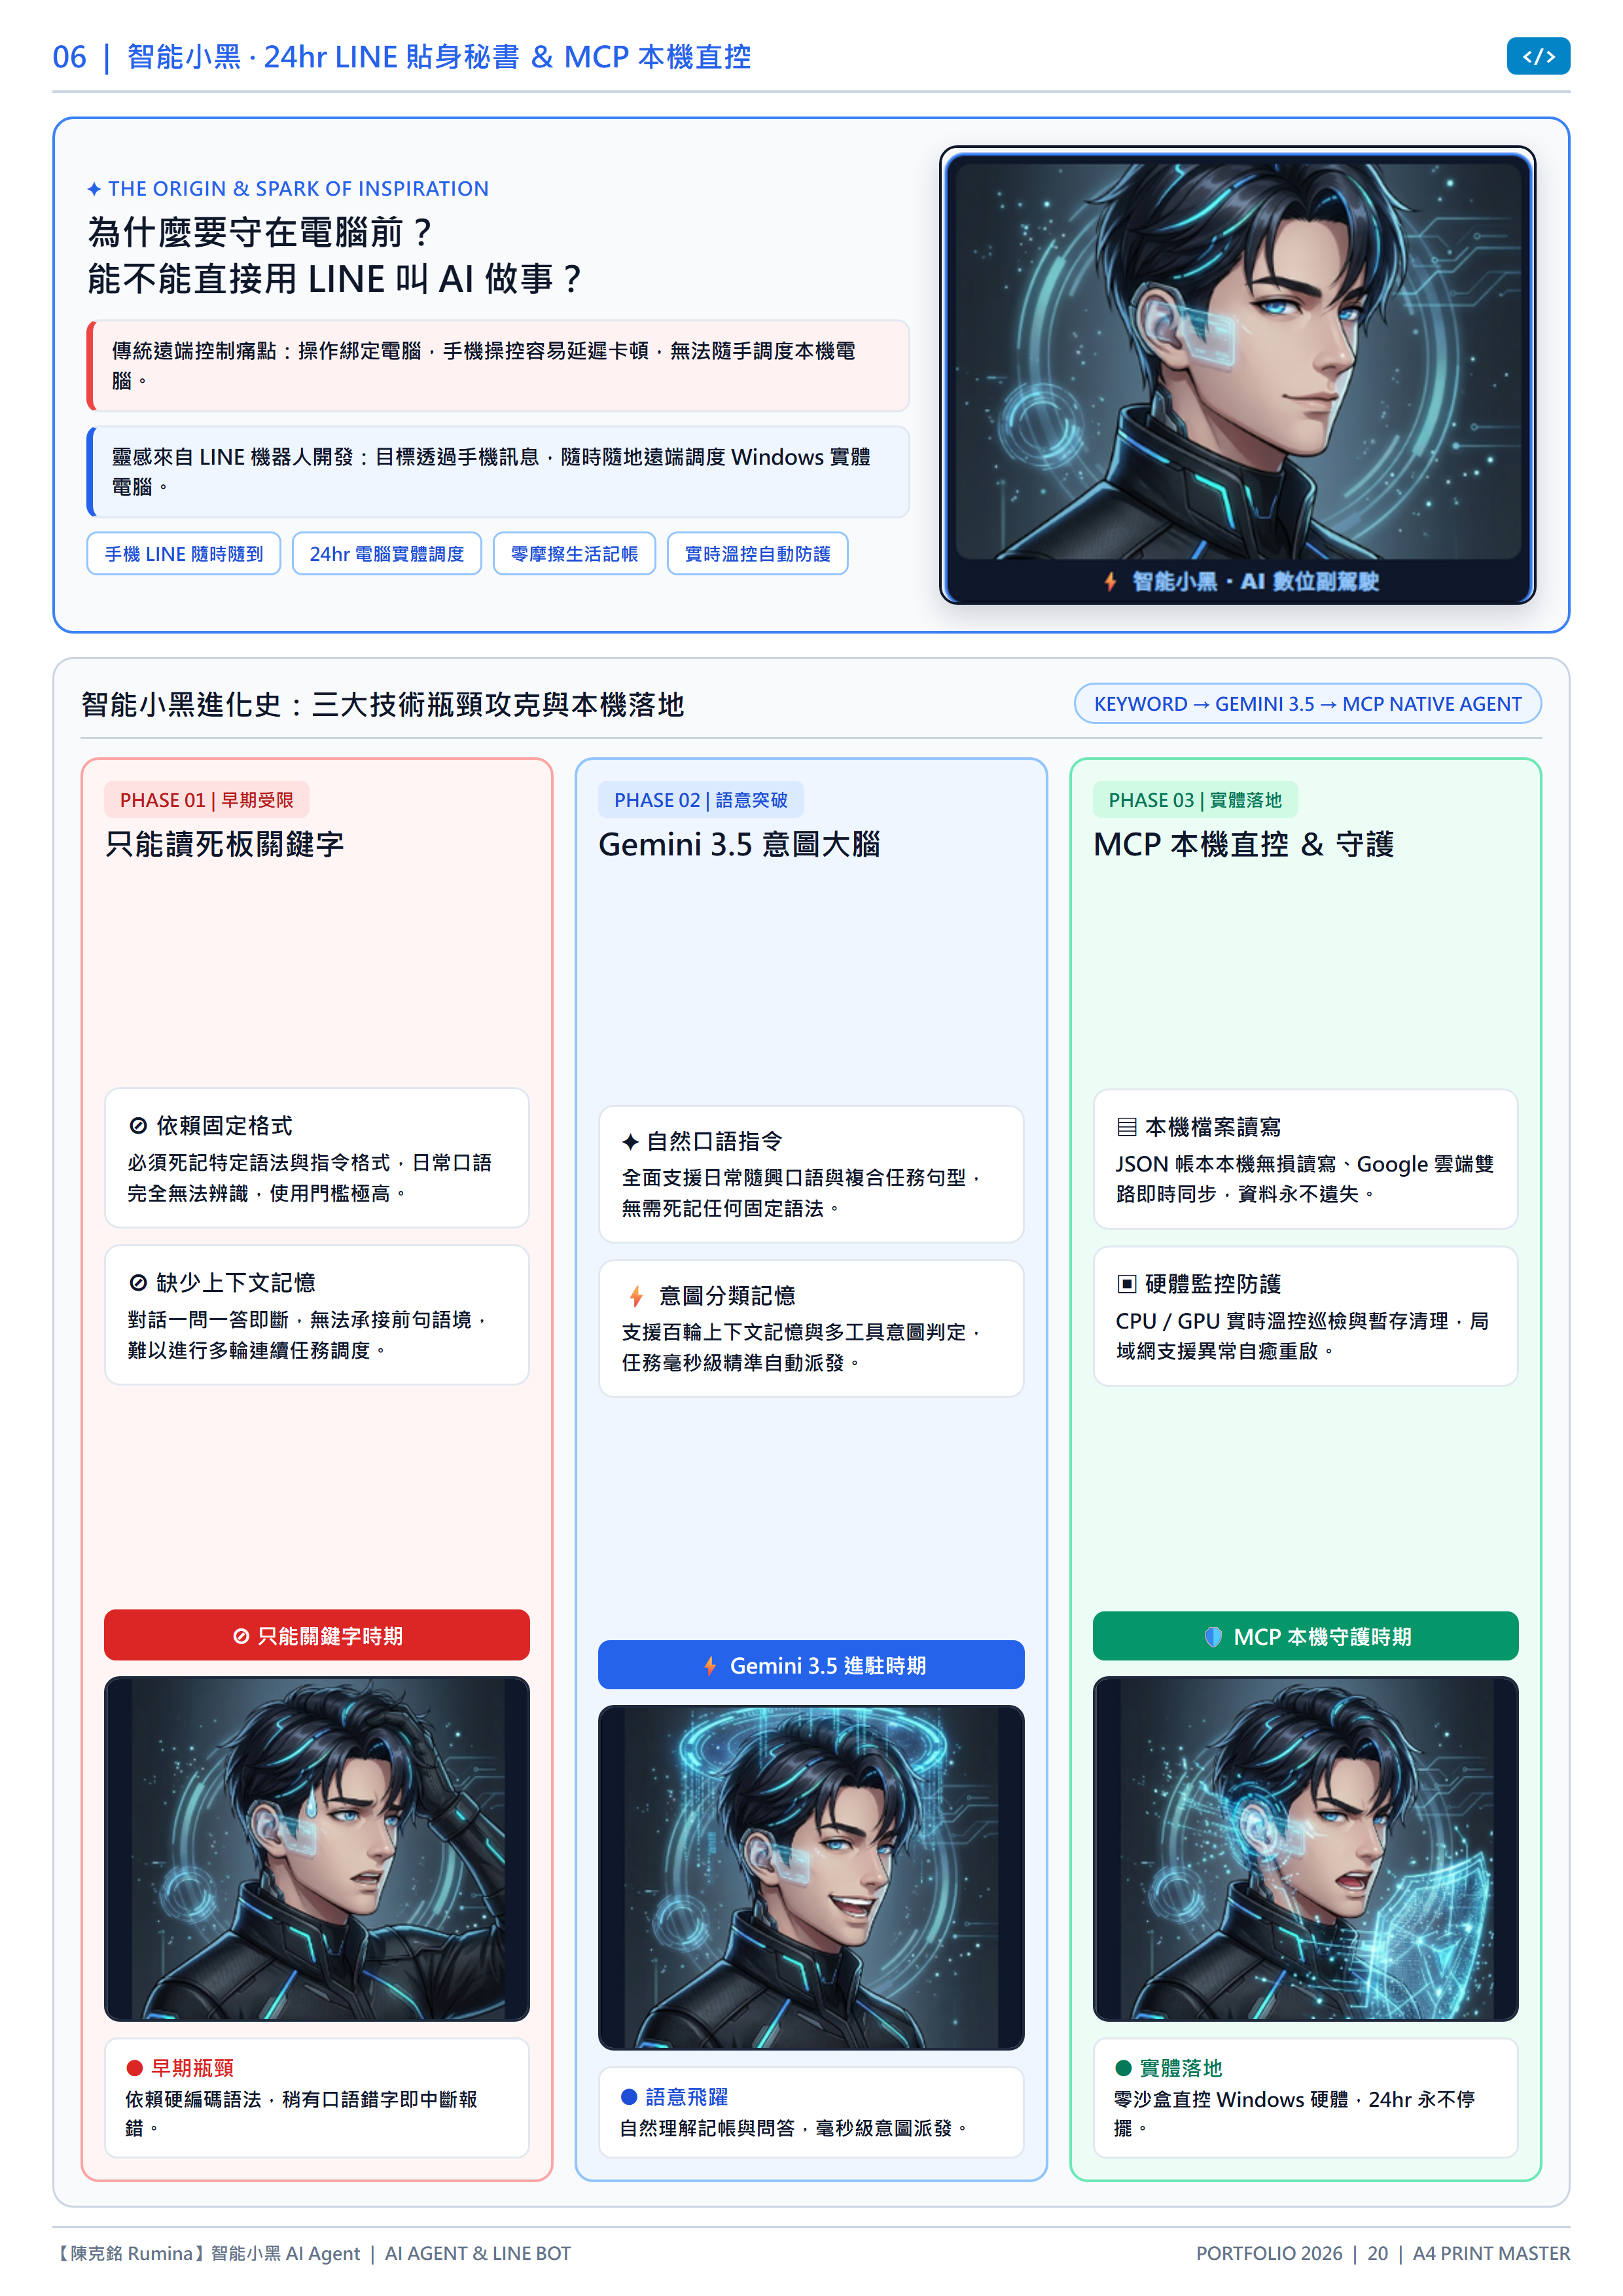 06 | 智能小黑 · 24hr LINE 貼身秘書 & MCP 本機直控
</>
✦ THE ORIGIN & SPARK OF INSPIRATION
為什麼要守在電腦前？
能不能直接用 LINE 叫 AI 做事？
傳統遠端控制痛點：操作綁定電腦，手機操控容易延遲卡頓，無法隨手調度本機電
腦。
靈感來自 LINE 機器人開發：目標透過手機訊息，隨時隨地遠端調度 Windows 實體
電腦。
手機 LINE 隨時隨到
24hr 電腦實體調度
零摩擦生活記帳
實時溫控自動防護
⚡ 智能小黑 · AI 數位副駕駛
智能小黑進化史：三大技術瓶頸攻克與本機落地
KEYWORD → GEMINI 3.5 → MCP NATIVE AGENT
PHASE 01 | 早期受限
只能讀死板關鍵字
⊘ 依賴固定格式
必須死記特定語法與指令格式，日常口語
完全無法辨識，使用門檻極高。
⊘ 缺少上下文記憶
對話一問一答即斷，無法承接前句語境，
難以進行多輪連續任務調度。
⊘ 只能關鍵字時期
● 早期瓶頸
依賴硬編碼語法，稍有口語錯字即中斷報
錯。
PHASE 02 | 語意突破
Gemini 3.5 意圖大腦
✦ 自然口語指令
全面支援日常隨興口語與複合任務句型，
無需死記任何固定語法。
⚡ 意圖分類記憶
支援百輪上下文記憶與多工具意圖判定，
任務毫秒級精準自動派發。
⚡ Gemini 3.5 進駐時期
● 語意飛躍
自然理解記帳與問答，毫秒級意圖派發。
PHASE 03 | 實體落地
MCP 本機直控 & 守護
▤ 本機檔案讀寫
JSON 帳本本機無損讀寫、Google 雲端雙
路即時同步，資料永不遺失。
▣ 硬體監控防護
CPU / GPU 實時溫控巡檢與暫存清理，局
域網支援異常自癒重啟。
🛡 MCP 本機守護時期
● 實體落地
零沙盒直控 Windows 硬體，24hr 永不停
擺。
【陳克銘 Rumina】智能小黑 AI Agent | AI AGENT & LINE BOT
PORTFOLIO 2026 | 20 | A4 PRINT MASTER